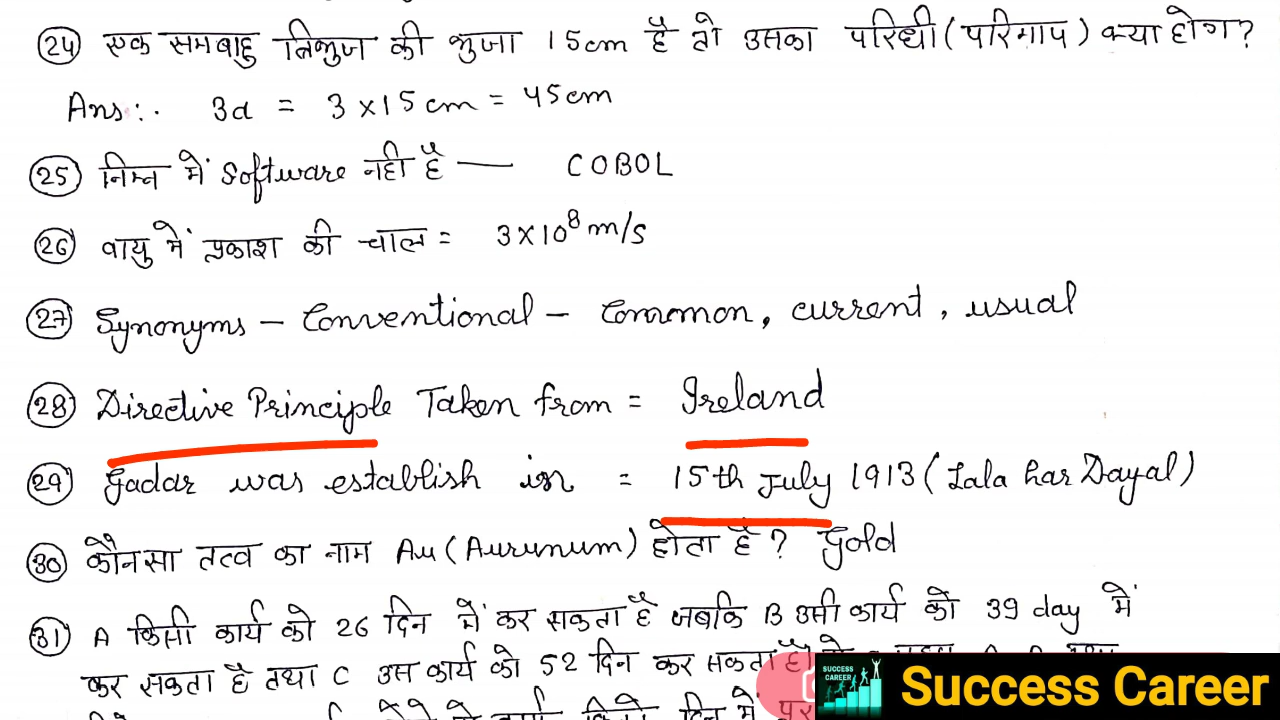 24 एक समबाहु त्रिभुज की भुजा 15cm है तो उसका परिधी (परिमाप) क्या होग?
Ans:. 3a = 3×15cm = 45cm
25 निम्न में Software नही है — COBOL
26 वायु में प्रकाश की चाल = 3×10⁸ m/s
27 Synonyms - Conventional - Common, current, usual
28 Directive Principle Taken from = Ireland
29 Gadar was establish in = 15th July 1913 (Lala har Dayal)
30 कौनसा तत्व का नाम Au (Aurunum) होता है? Gold
31 A किसी कार्य को 26 दिन में कर सकता है जबकि B उसी कार्य को 39 day में
कर सकता है तथा C उस कार्य को 52 दिन कर सकता है
दिन में
SUCCESS CAREER
Success Career